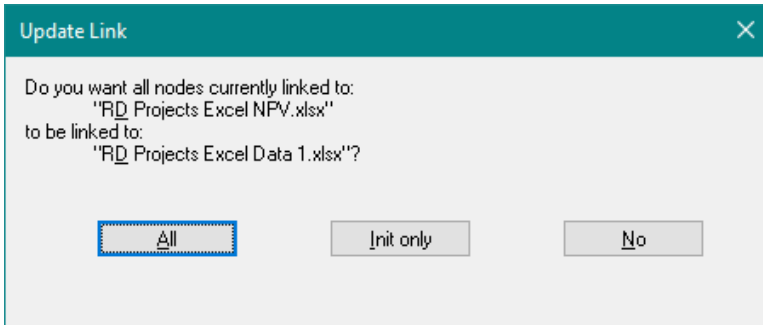 Update Link
Do you want all nodes currently linked to:
"RD Projects Excel NPV.xlsx"
to be linked to:
"RD Projects Excel Data 1.xlsx"?
All
Init only
No